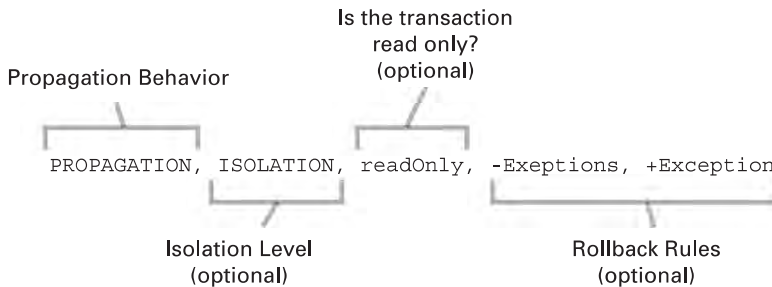 Is the transaction
read only?
(optional)
Propagation Behavior
PROPAGATION, ISOLATION, readOnly, -Exeptions, +Exception
Isolation Level
(optional)
Rollback Rules
(optional)